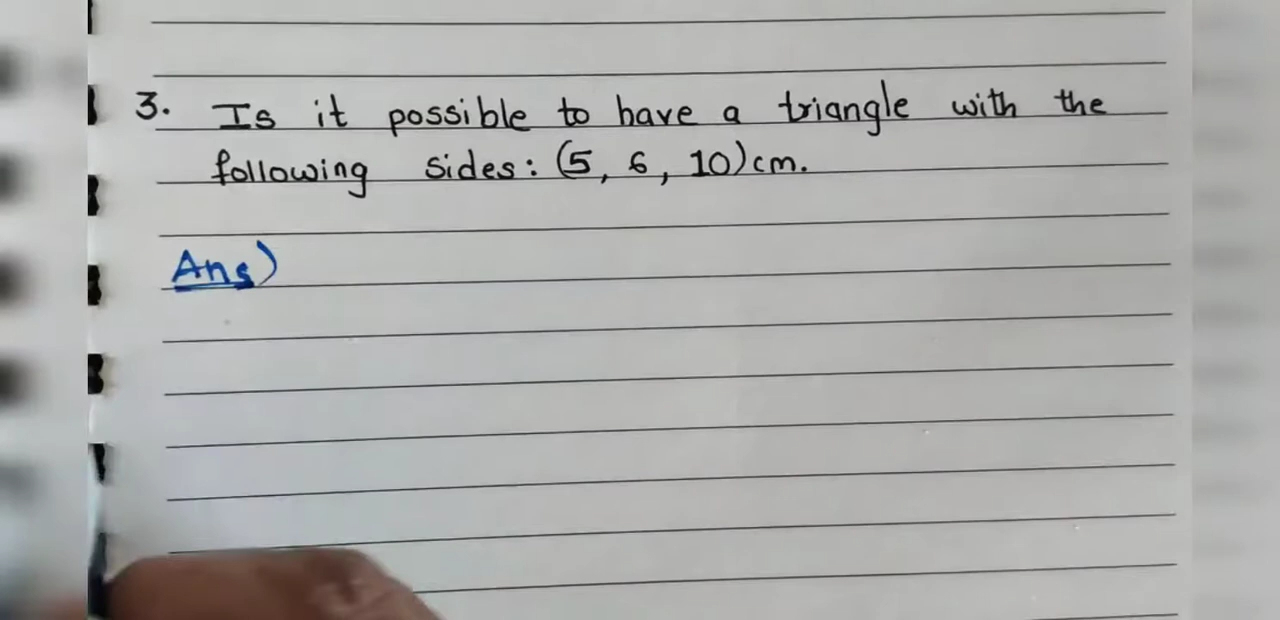 3. Is it possible to have a triangle with the
following sides: (5, 6, 10)cm.
Ans)